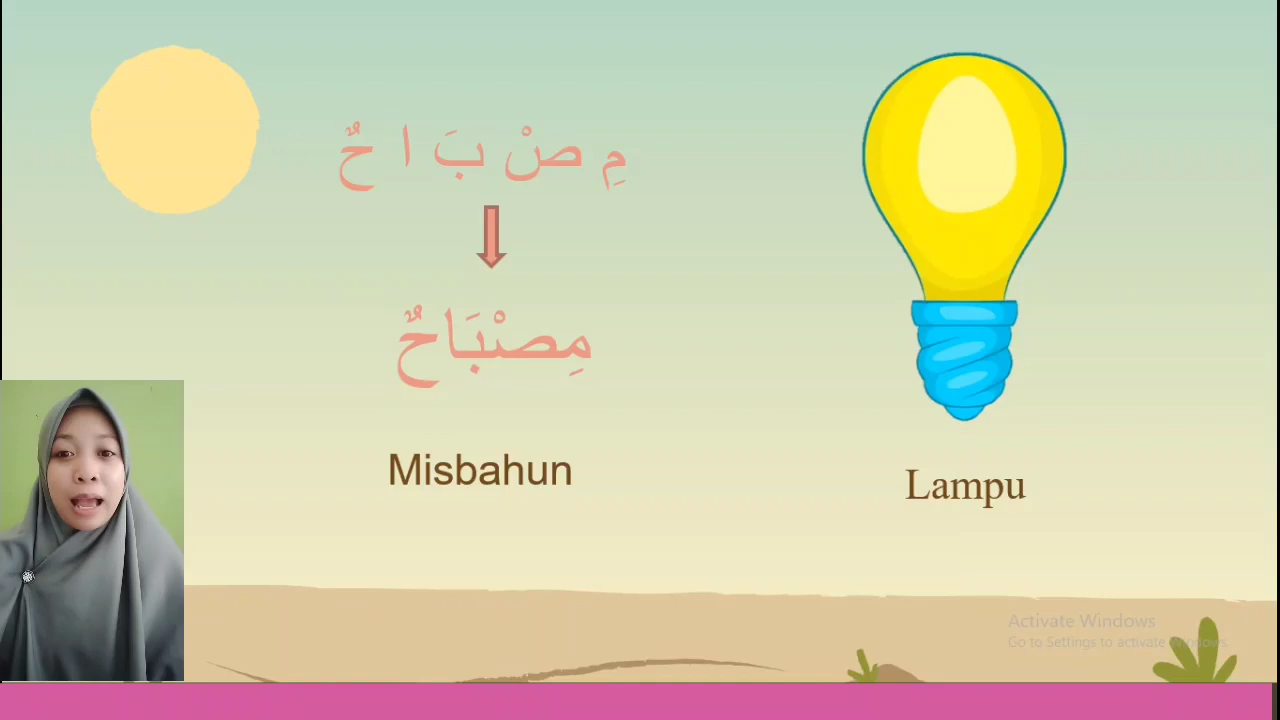 مِ صْ بَ ا حٌ
مِصْبَاحٌ
Misbahun
Lampu
Activate Windows
Go to Settings to activate Windows.